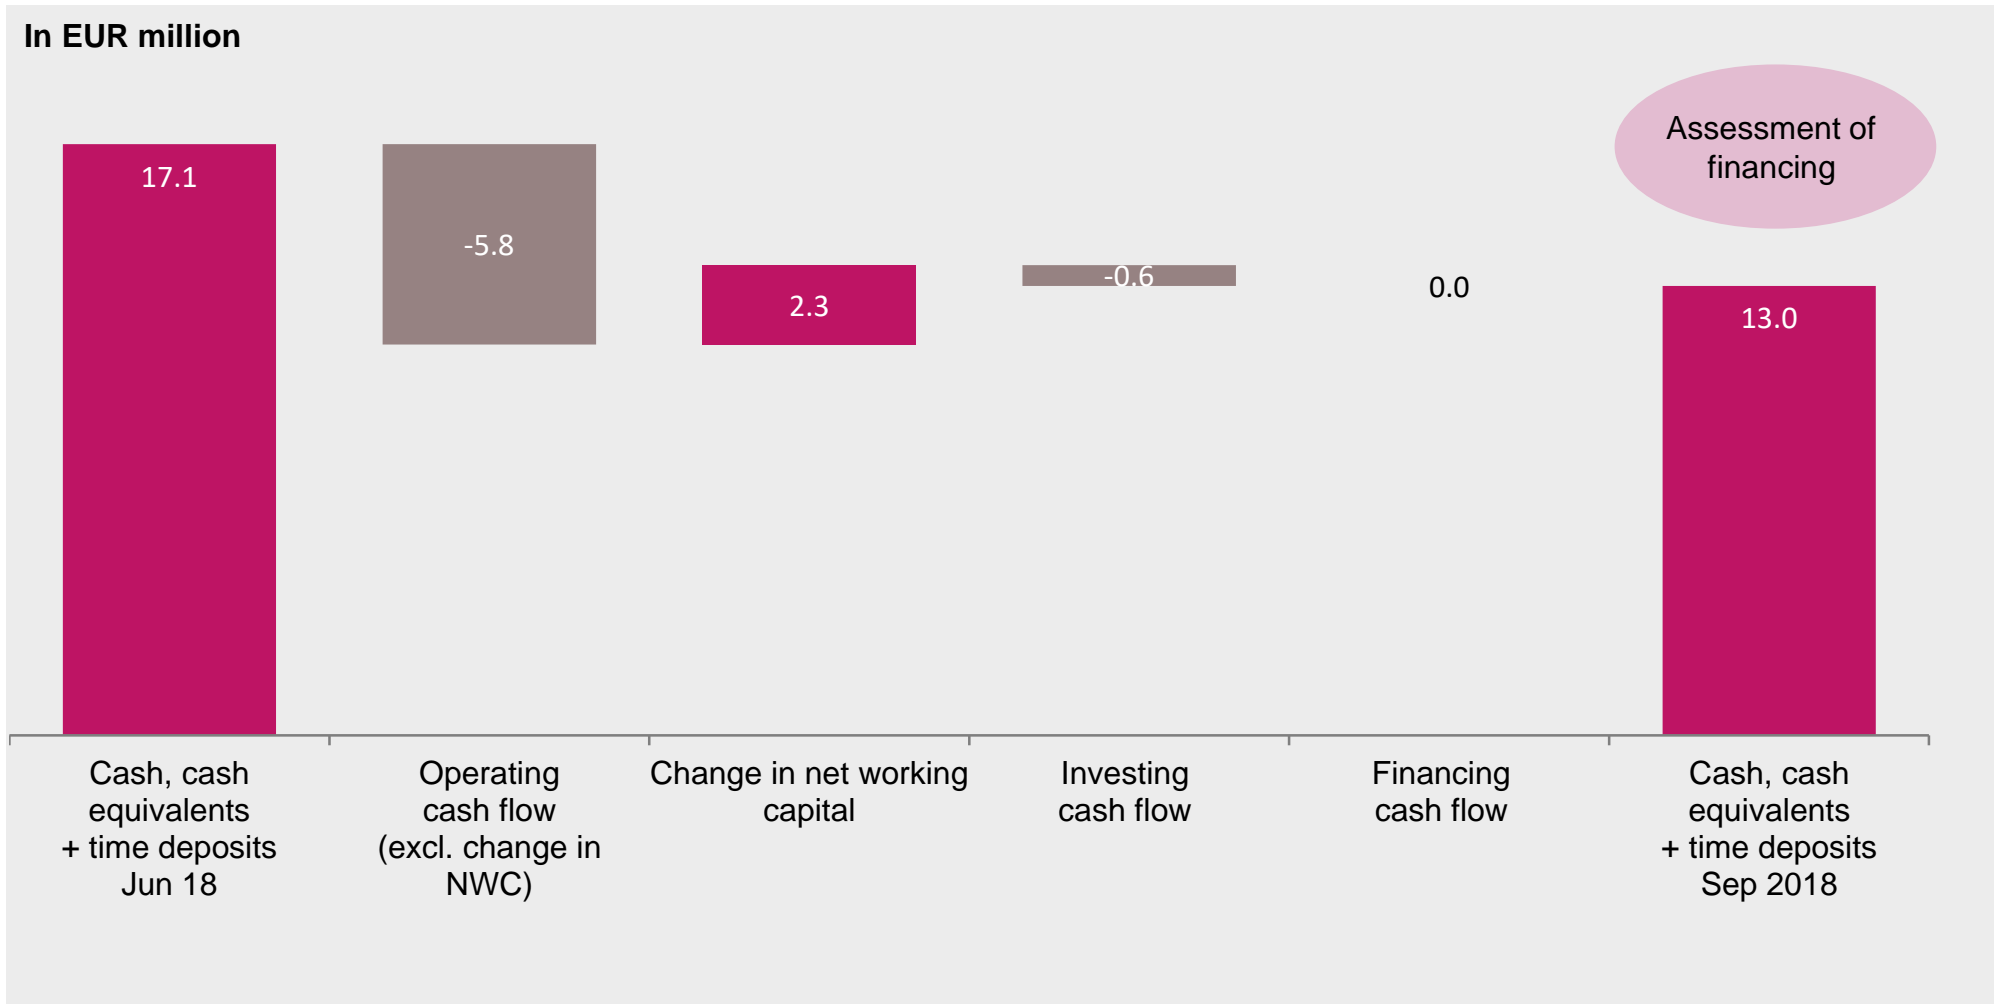 In EUR million
Assessment of
financing
17.1
-5.8
2.3
-0.6
0.0
13.0
Cash, cash
equivalents
+ time deposits
Jun 18
Operating
cash flow
(excl. change in
NWC)
Change in net working
capital
Investing
cash flow
Financing
cash flow
Cash, cash
equivalents
+ time deposits
Sep 2018